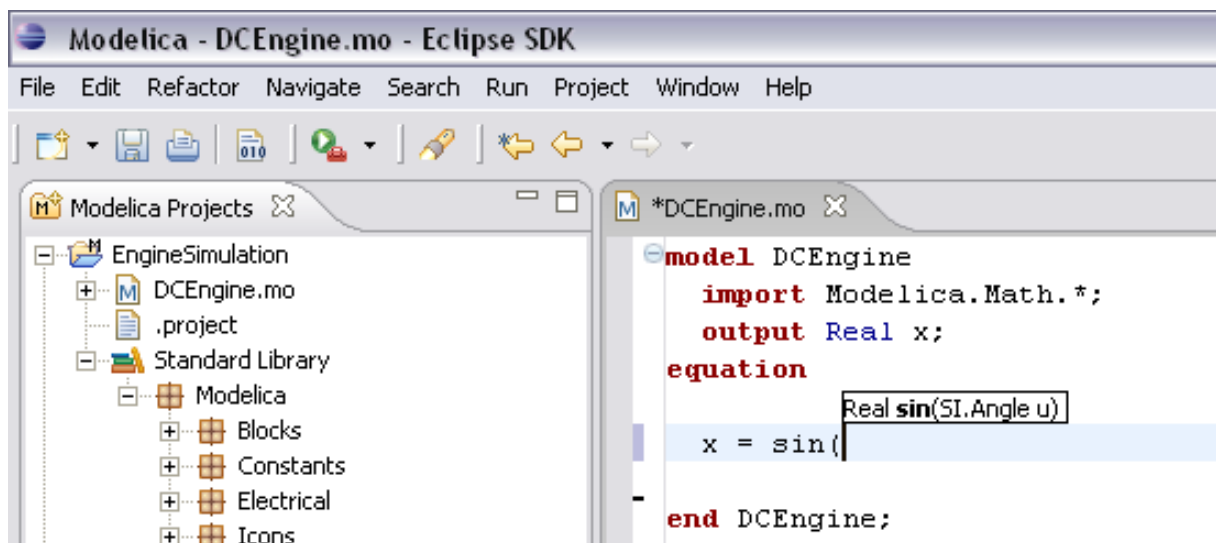 Modelica - DCEngine.mo - Eclipse SDK
File Edit Refactor Navigate Search Run Project Window Help
010
Modelica Projects
EngineSimulation
DCEngine.mo
.project
Standard Library
Modelica
Blocks
Constants
Electrical
Icons
*DCEngine.mo
model DCEngine
import Modelica.Math.*;
output Real x;
equation
Real sin(SI.Angle u)
x = sin(
end DCEngine;